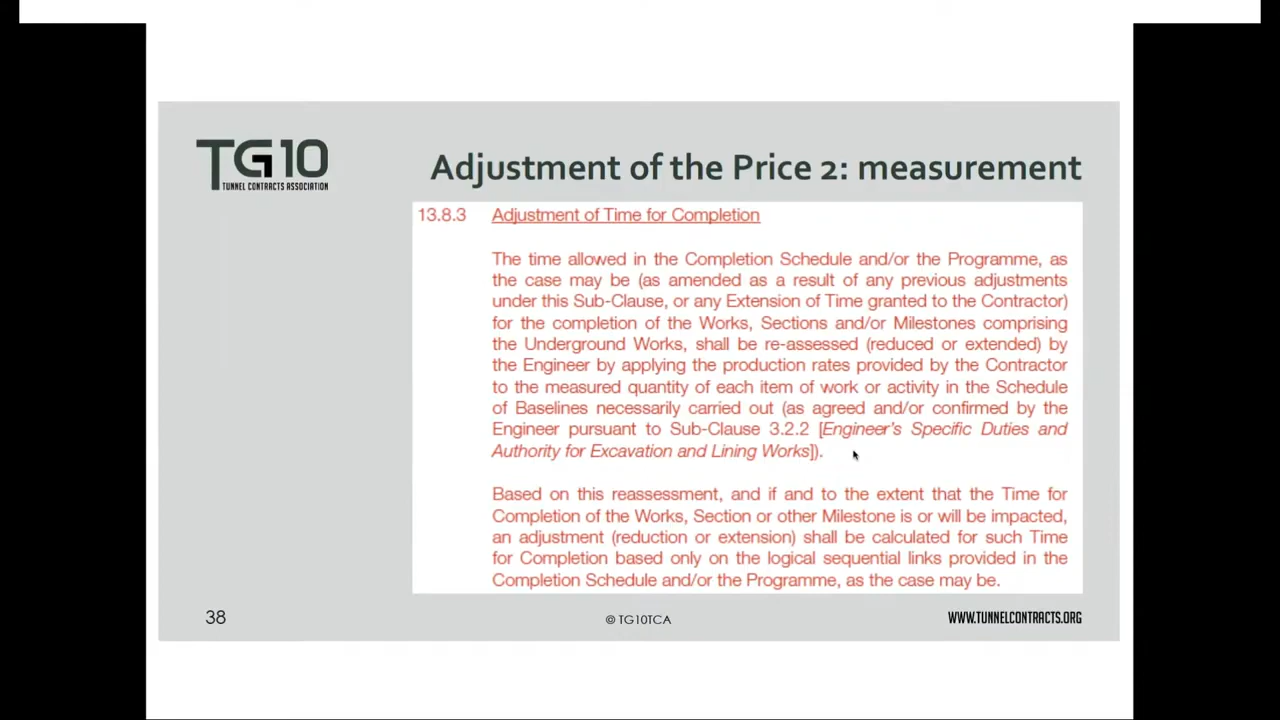 TG10
TUNNEL CONTRACTS ASSOCIATION
Adjustment of the Price 2: measurement
13.8.3 Adjustment of Time for Completion
The time allowed in the Completion Schedule and/or the Programme, as
the case may be (as amended as a result of any previous adjustments
under this Sub-Clause, or any Extension of Time granted to the Contractor)
for the completion of the Works, Sections and/or Milestones comprising
the Underground Works, shall be re-assessed (reduced or extended) by
the Engineer by applying the production rates provided by the Contractor
to the measured quantity of each item of work or activity in the Schedule
of Baselines necessarily carried out (as agreed and/or confirmed by the
Engineer pursuant to Sub-Clause 3.2.2 [Engineer's Specific Duties and
Authority for Excavation and Lining Works]).
Based on this reassessment, and if and to the extent that the Time for
Completion of the Works, Section or other Milestone is or will be impacted,
an adjustment (reduction or extension) shall be calculated for such Time
for Completion based only on the logical sequential links provided in the
Completion Schedule and/or the Programme, as the case may be.
38
© TG10TCA
WWW.TUNNELCONTRACTS.ORG